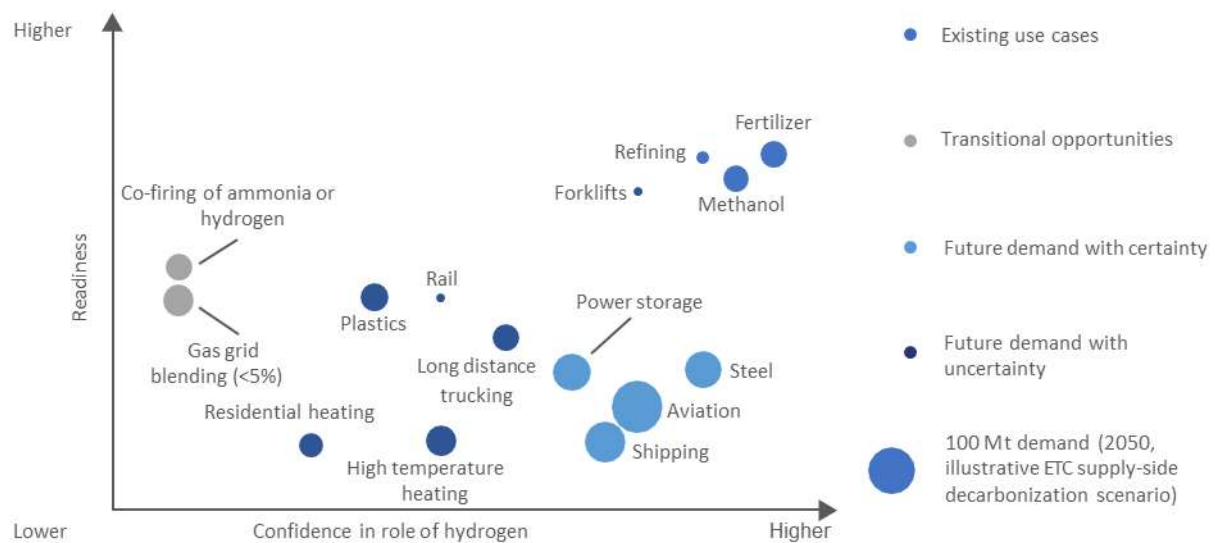 Higher
Existing use cases
Fertilizer
Refining
Transitional opportunities
Co-firing of ammonia or
hydrogen
Forklifts
Methanol
Readiness
Future demand with certainty
Rail
Power storage
Plastics
Gas grid
blending (<5%)
Long distance
trucking
Steel
Future demand with
uncertainty
Residential heating
Aviation
Shipping
High temperature
heating
100 Mt demand (2050,
illustrative ETC supply-side
decarbonization scenario)
Lower
Confidence in role of hydrogen
Higher